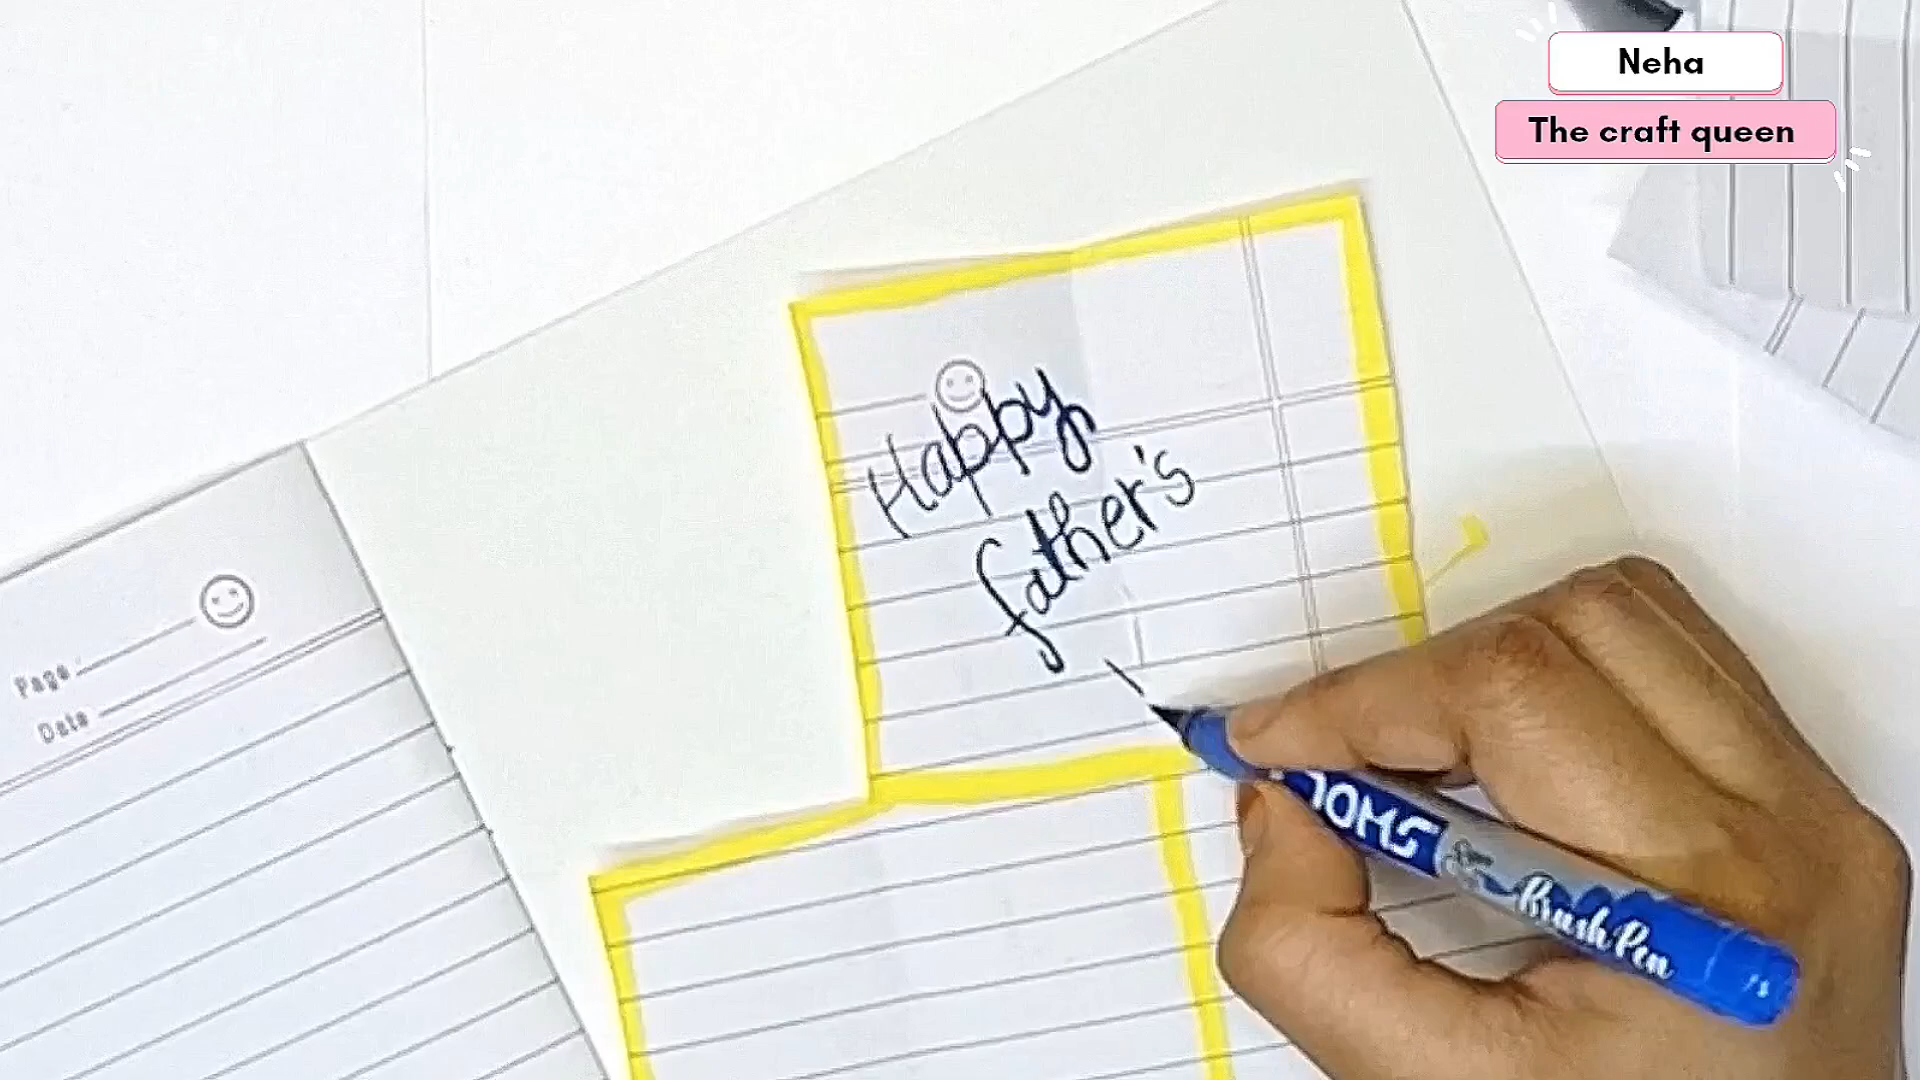 Neha
The craft queen
Happy
father's
Page
Date
DOMS
Brush Pen